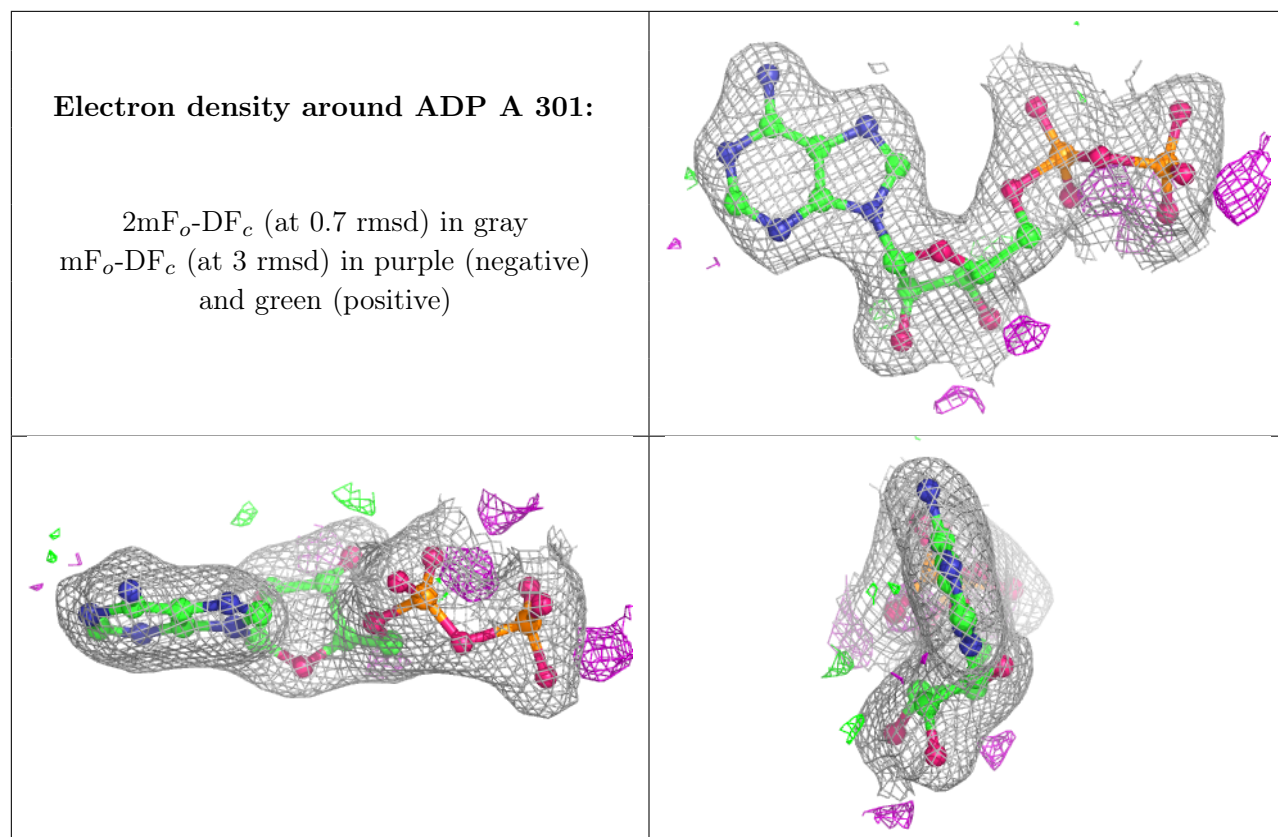 Electron density around ADP A 301:
2mFo-DFc (at 0.7 rmsd) in gray
mFo-DFc (at 3 rmsd) in purple (negative)
and green (positive)